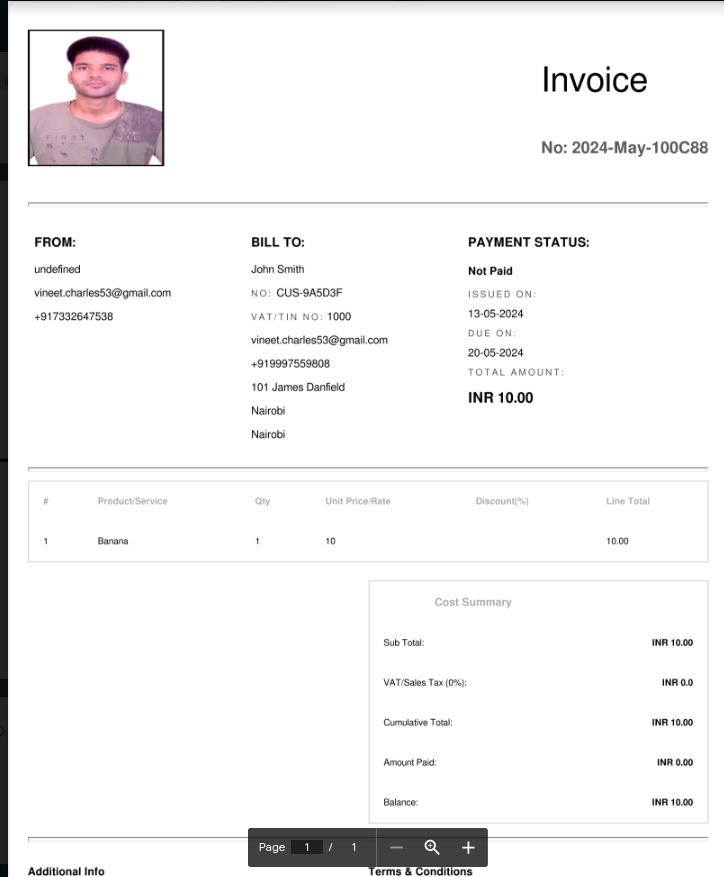 FIRST
Invoice
No: 2024-May-100C88
FROM:
undefined
vineet.charles53@gmail.com
+917332647538
BILL TO:
John Smith
NO: CUS-9A5D3F
VAT/TIN NO: 1000
vineet.charles53@gmail.com
+919997559808
101 James Danfield
Nairobi
Nairobi
PAYMENT STATUS:
Not Paid
ISSUED ON:
13-05-2024
DUE ON:
20-05-2024
TOTAL AMOUNT:
INR 10.00
# Product/Service Qty Unit Price/Rate Discount(%) Line Total
1 Banana 1 10 10.00
Cost Summary
Sub Total: INR 10.00
VAT/Sales Tax (0%): INR 0.0
Cumulative Total: INR 10.00
Amount Paid: INR 0.00
Balance: INR 10.00
Page 1 / 1
Additional Info
Terms & Conditions